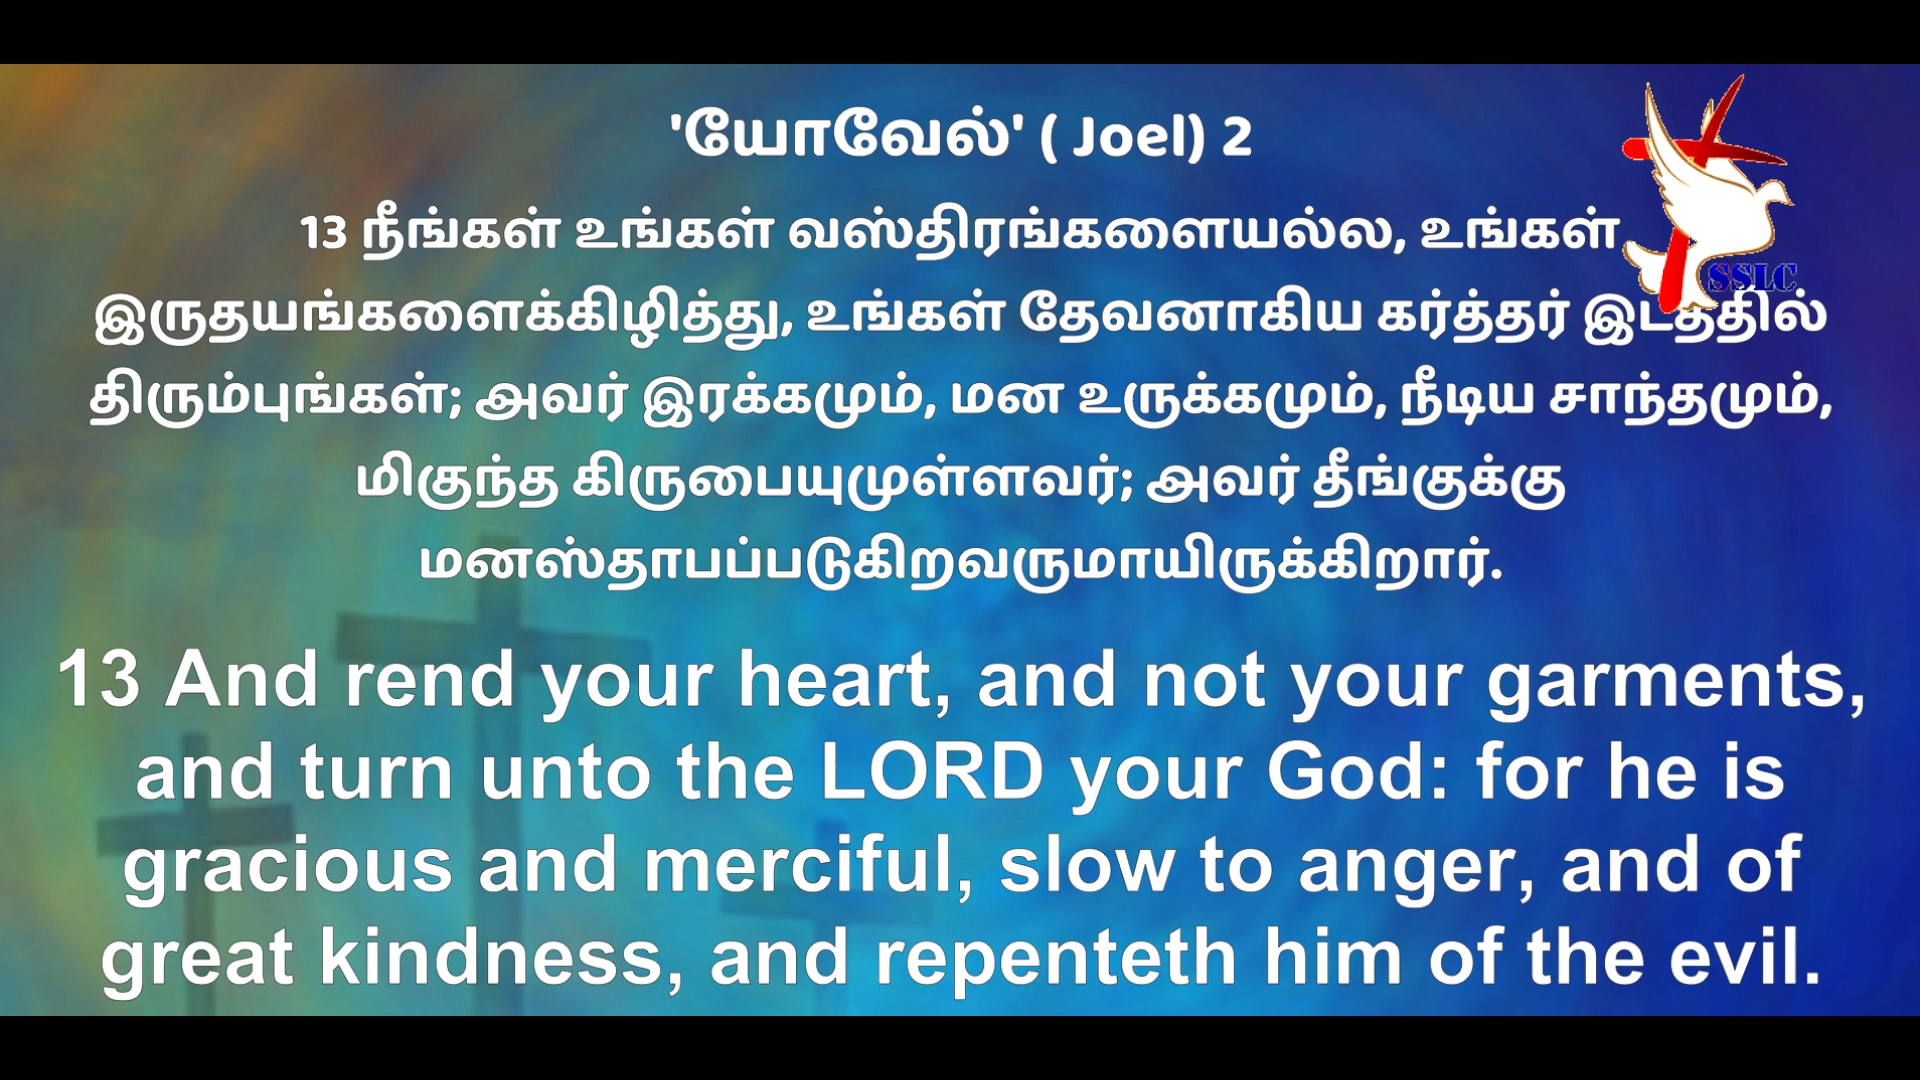 'யோவேல்' ( Joel) 2
13 நீங்கள் உங்கள் வஸ்திரங்களையல்ல, உங்கள்
இருதயங்களைக்கிழித்து, உங்கள் தேவனாகிய கர்த்தர் இடத்தில்
திரும்புங்கள்; அவர் இரக்கமும், மன உருக்கமும், நீடிய சாந்தமும்,
மிகுந்த கிருபையுமுள்ளவர்; அவர் தீங்குக்கு
மனஸ்தாபப்படுகிறவருமாயிருக்கிறார்.
13 And rend your heart, and not your garments,
and turn unto the LORD your God: for he is
gracious and merciful, slow to anger, and of
great kindness, and repenteth him of the evil.
SSLC